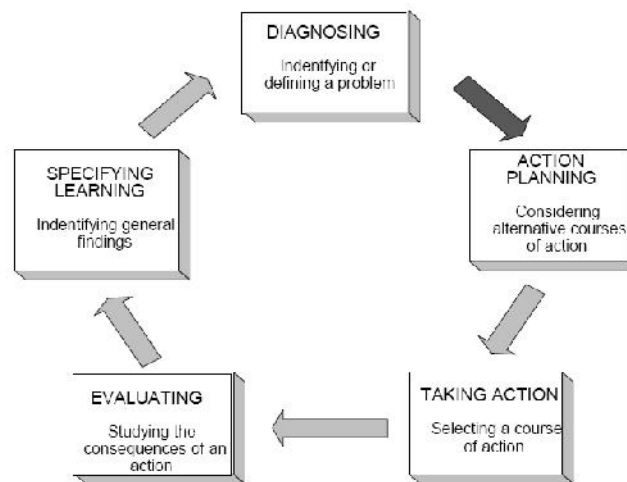 DIAGNOSING
Indentifying or
defining a problem
ACTION
PLANNING
Considering
alternative courses
of action
TAKING ACTION
Selecting a course
of action
EVALUATING
Studying the
consequences of an
action
SPECIFYING
LEARNING
Indentifying general
findings